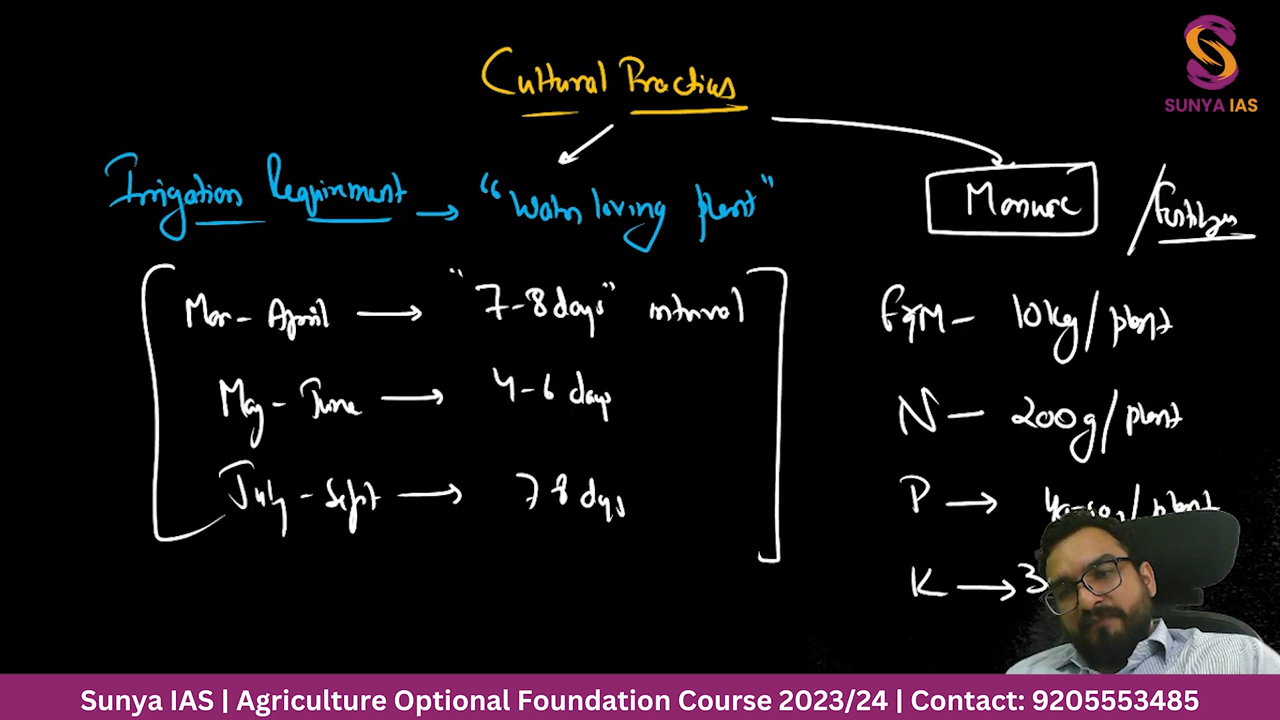 SUNYA IAS
Cultural Practices
Irrigation Requirement → "Water loving plant"
Manure / Fertilizer
Mar - April → "7-8 days" interval
May - June → 4-6 days
July - Sept → 7 8 days
FYM - 10kg/plant
N - 200g/plant
P → /plant
K → 3
Sunya IAS | Agriculture Optional Foundation Course 2023/24 | Contact: 9205553485